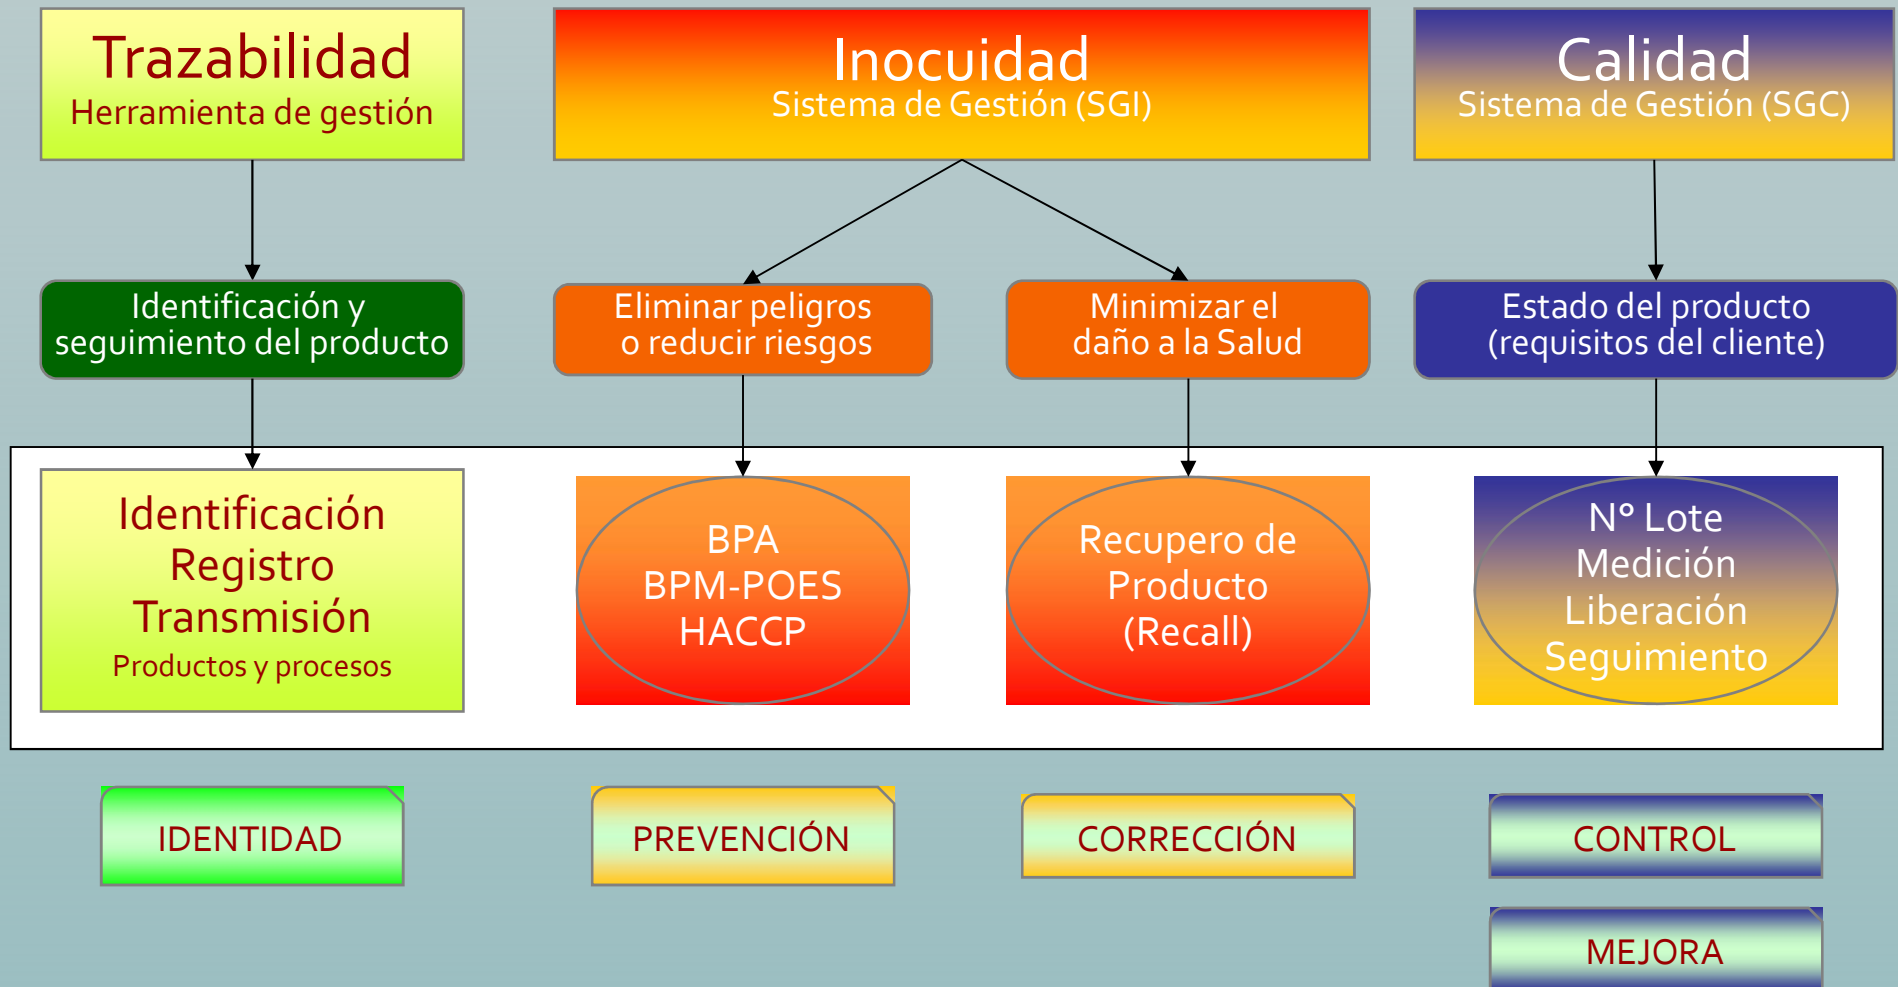 Trazabilidad
Herramienta de gestión
Inocuidad
Sistema de Gestión (SGI)
Calidad
Sistema de Gestión (SGC)
Identificación y
seguimiento del producto
Eliminar peligros
o reducir riesgos
Minimizar el
daño a la Salud
Estado del producto
(requisitos del cliente)
Identificación
Registro
Transmisión
Productos y procesos
BPA
BPM-POES
HACCP
Recupero de
Producto
(Recall)
N° Lote
Medición
Liberación
Seguimiento
IDENTIDAD
PREVENCIÓN
CORRECCIÓN
CONTROL
MEJORA